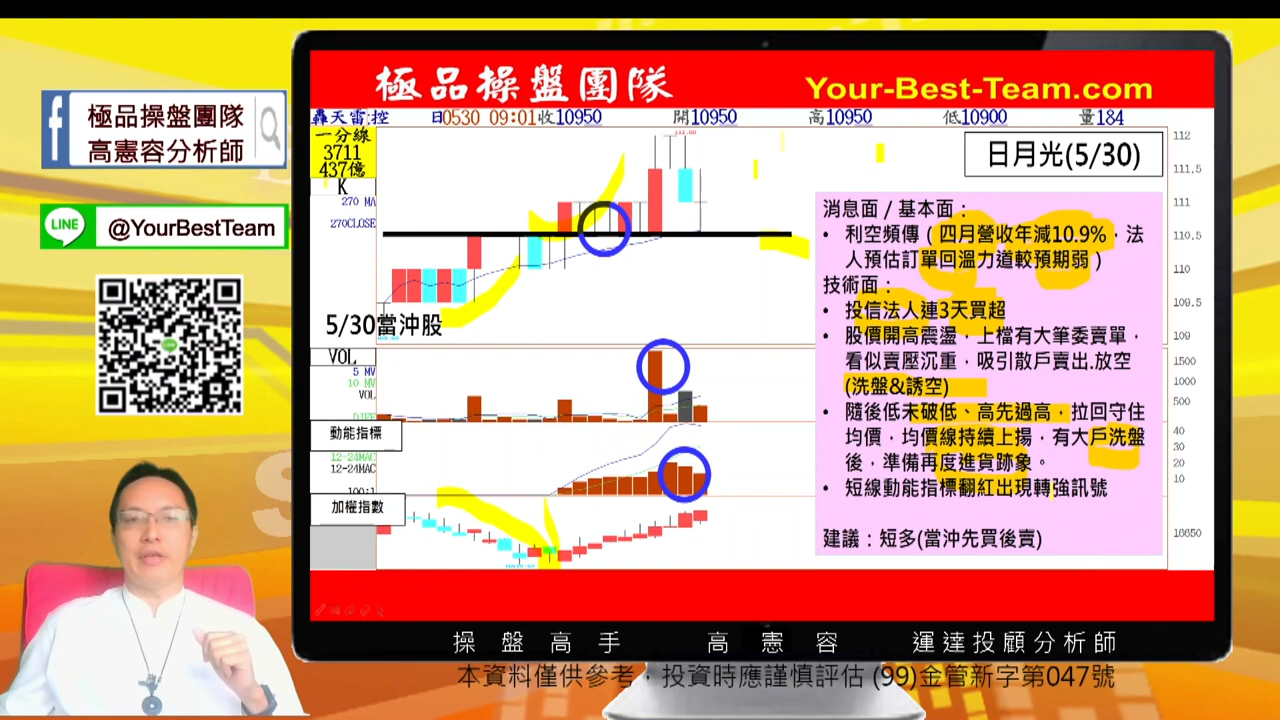 極品操盤團隊
高憲容分析師
LINE
@YourBestTeam
極品操盤團隊
Your-Best-Team.com
轟天雷:控 日0530 09:01收10950 開10950 高10950 低10900 量184
一分線
3711
437億
K
270 MA
270CLOSE
112
111.5
111
110.5
110
109.5
109
日月光(5/30)
5/30當沖股
VOL
5 MV
10 MV
VOL
1500
1000
500
動能指標
12-24MAC
12-24MAC
40
30
20
10
加權指數
10650
消息面 / 基本面：
• 利空頻傳（四月營收年減10.9%，法
人預估訂單回溫力道較預期弱）
技術面：
• 投信法人連3天買超
• 股價開高震盪，上檔有大筆委賣單，
看似賣壓沉重，吸引散戶賣出.放空
(洗盤&誘空)
• 隨後低未破低、高先過高，拉回守住
均價，均價線持續上揚，有大戶洗盤
後，準備再度進貨跡象。
• 短線動能指標翻紅出現轉強訊號
建議：短多(當沖先買後賣)
操盤高手 高憲容 運達投顧分析師
本資料僅供參考，投資時應謹慎評估 (99)金管新字第047號